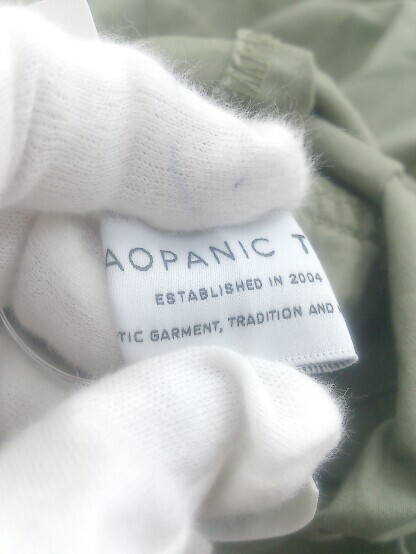 AOPANIC T
ESTABLISHED IN 2004
TIC GARMENT, TRADITION AND